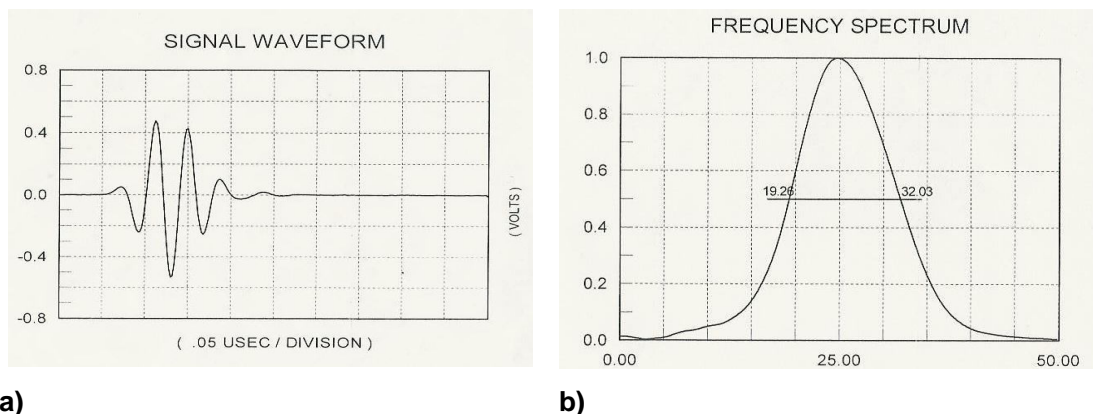 SIGNAL WAVEFORM
0.8
0.4
0.0
-0.4
-0.8
( .05 USEC / DIVISION )
a)
FREQUENCY SPECTRUM
(VOLTS)
1.0
0.8
0.6
0.4
0.2
0.0
19.26
32.03
0.00
25.00
50.00
b)